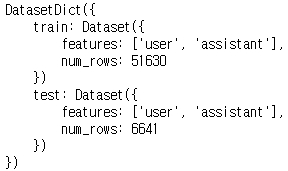 DatasetDict({
    train: Dataset({
        features: ['user', 'assistant'],
        num_rows: 51630
    })
    test: Dataset({
        features: ['user', 'assistant'],
        num_rows: 6641
    })
})